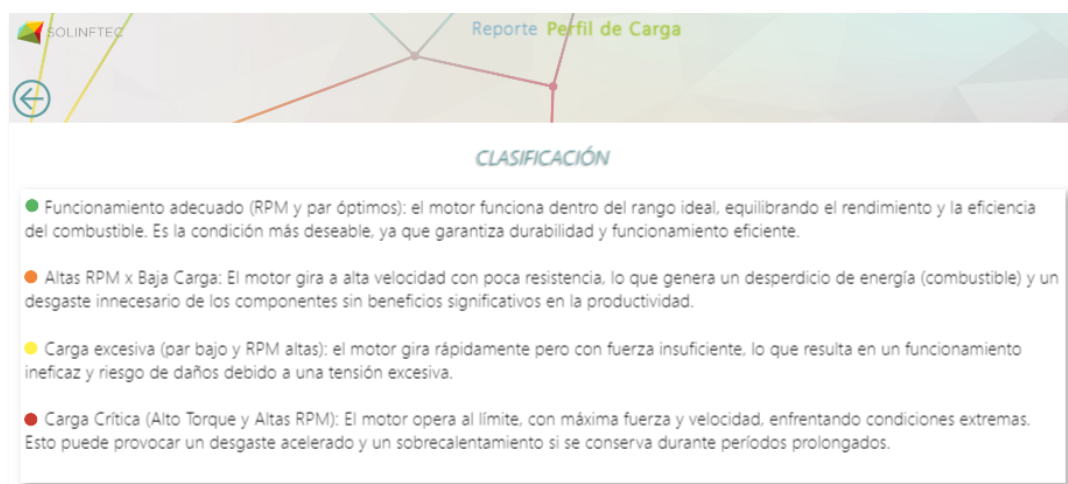 SOLINFTEC
Reporte Perfil de Carga
CLASIFICACIÓN
Funcionamiento adecuado (RPM y par óptimos): el motor funciona dentro del rango ideal, equilibrando el rendimiento y la eficiencia
del combustible. Es la condición más deseable, ya que garantiza durabilidad y funcionamiento eficiente.
Altas RPM x Baja Carga: El motor gira a alta velocidad con poca resistencia, lo que genera un desperdicio de energía (combustible) y un
desgaste innecesario de los componentes sin beneficios significativos en la productividad.
Carga excesiva (par bajo y RPM altas): el motor gira rápidamente pero con fuerza insuficiente, lo que resulta en un funcionamiento
ineficaz y riesgo de daños debido a una tensión excesiva.
Carga Crítica (Alto Torque y Altas RPM): El motor opera al límite, con máxima fuerza y velocidad, enfrentando condiciones extremas.
Esto puede provocar un desgaste acelerado y un sobrecalentamiento si se conserva durante períodos prolongados.